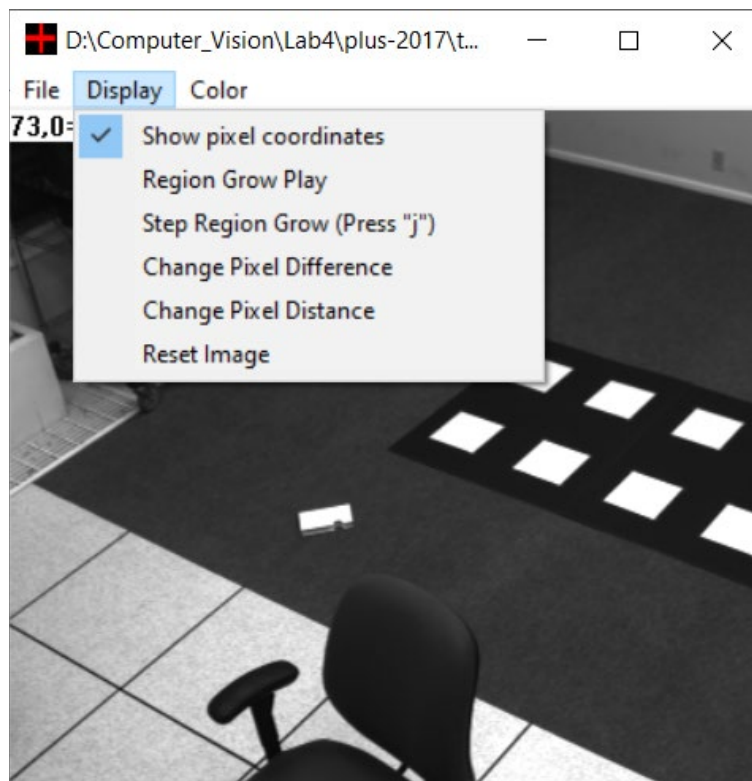 D:\Computer_Vision\Lab4\plus-2017\t...
File Display Color
73,0=
Show pixel coordinates
Region Grow Play
Step Region Grow (Press "j")
Change Pixel Difference
Change Pixel Distance
Reset Image